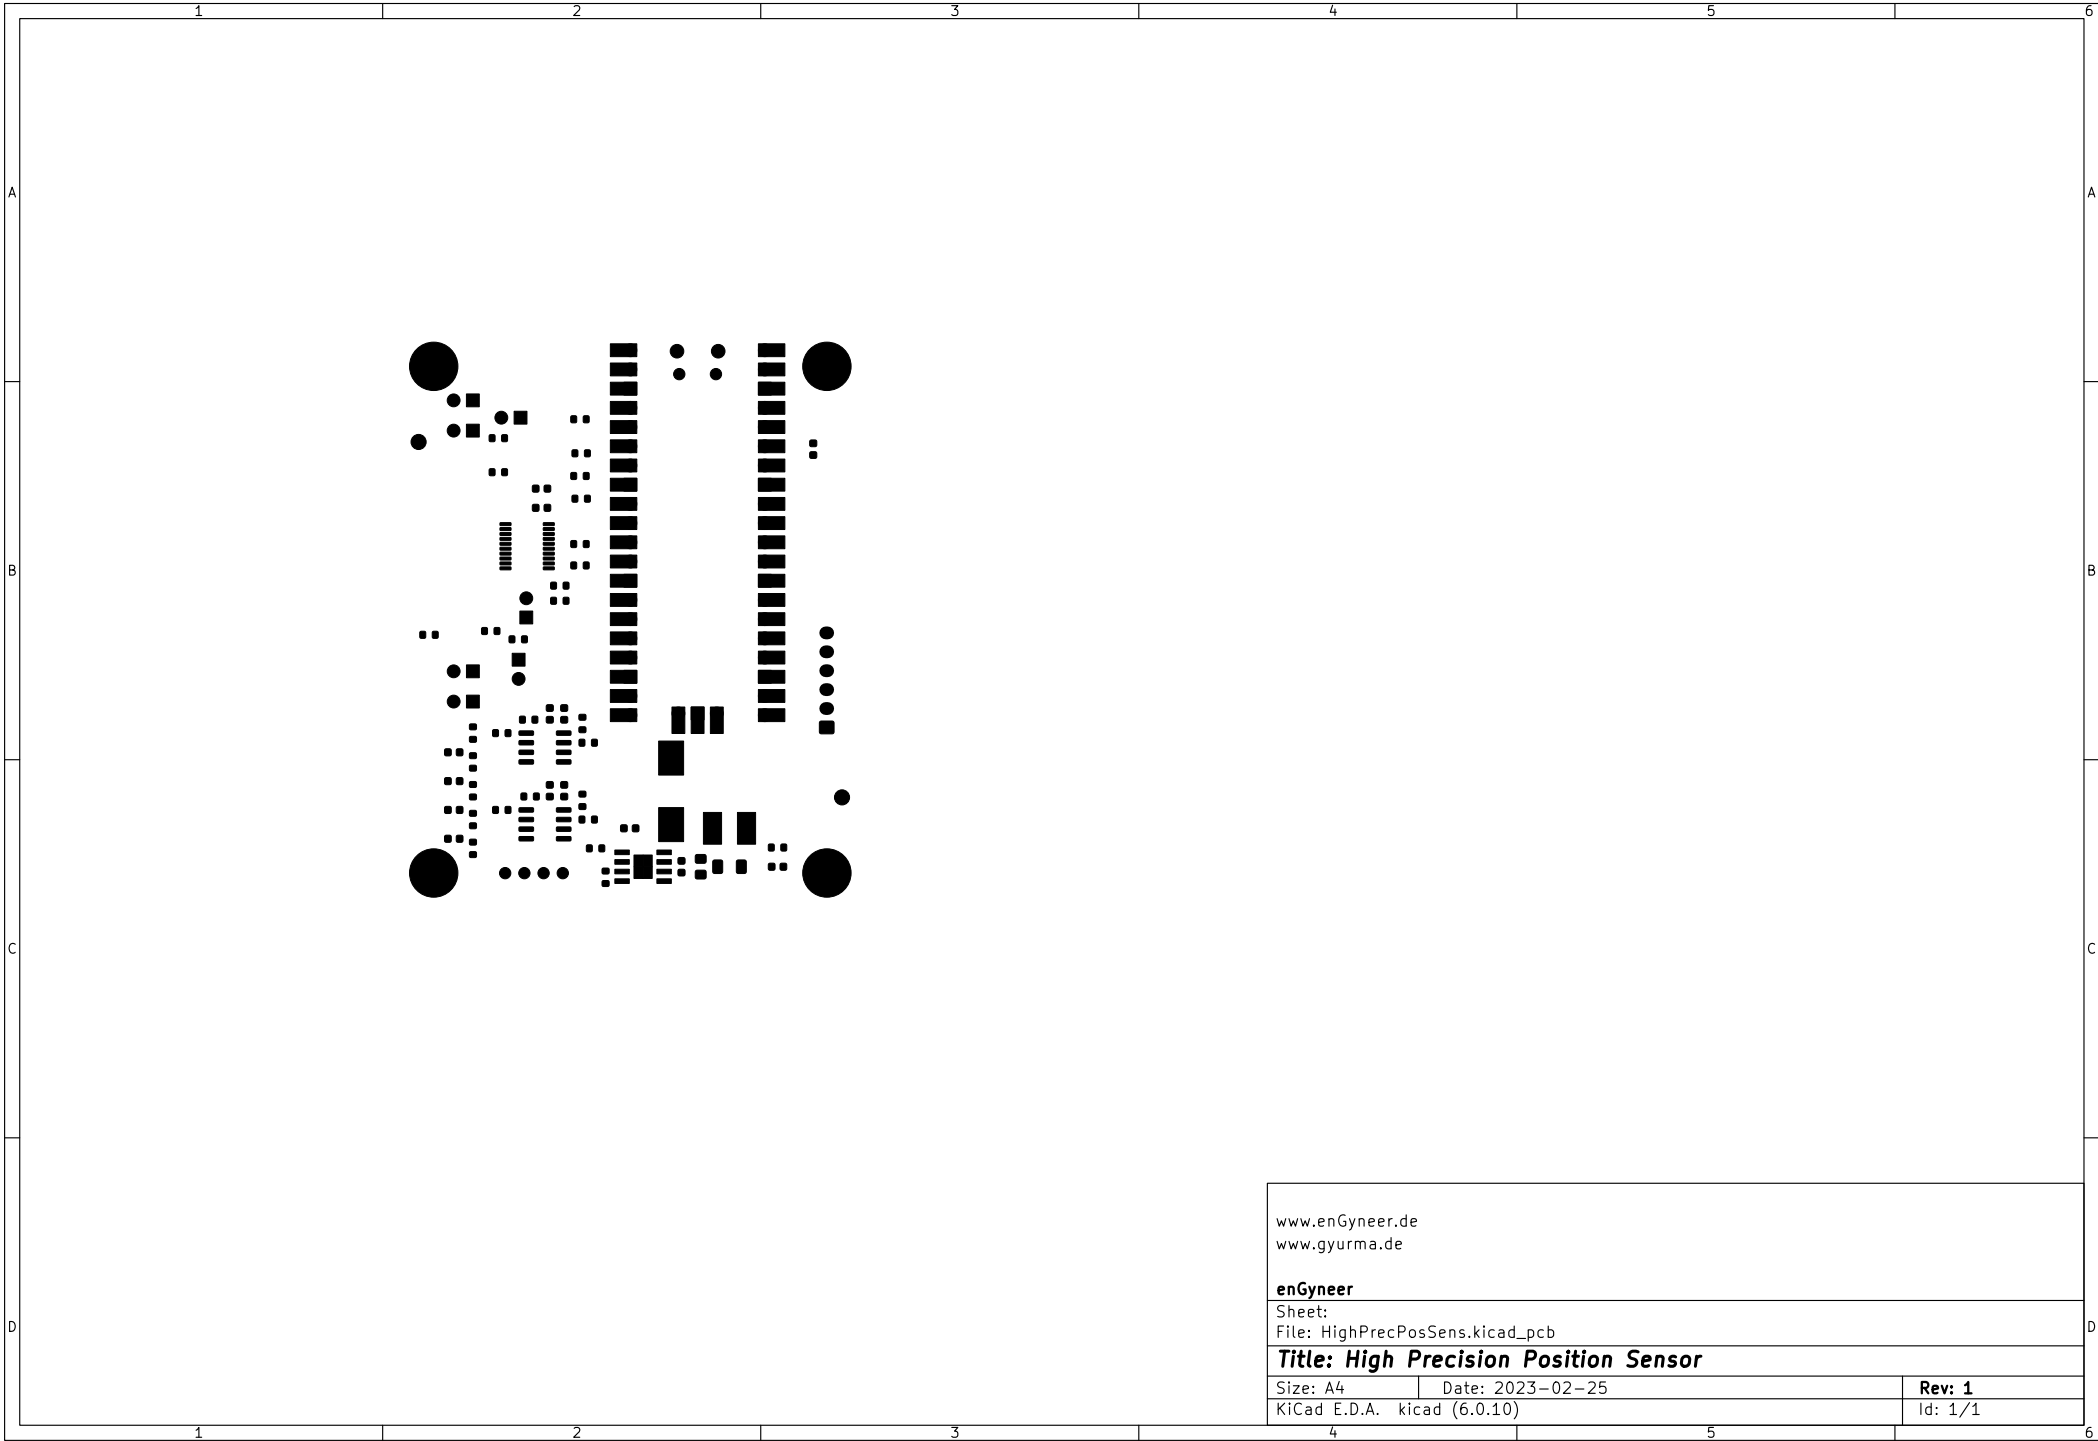 1 2 3 4 5 6
A A
B B
C C
www.enGyneer.de
www.gyurma.de
enGyneer
Sheet:
D D
File: HighPrecPosSens.kicad_pcb
Title: High Precision Position Sensor
Size: A4 Date: 2023-02-25 Rev: 1
KiCad E.D.A. kicad (6.0.10) Id: 1/1
1 2 3 4 5 6